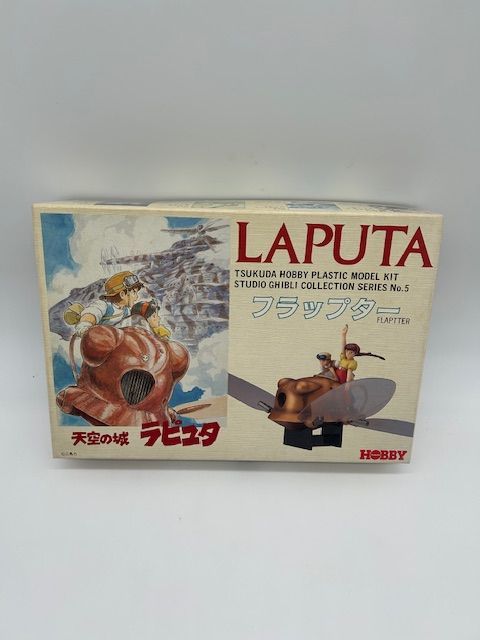 LAPUTA
TSUKUDA HOBBY PLASTIC MODEL KIT
STUDIO GHIBLI COLLECTION SERIES No.5
フラップター
FLAPTTER
天空の城 ラピュタ
HOBBY